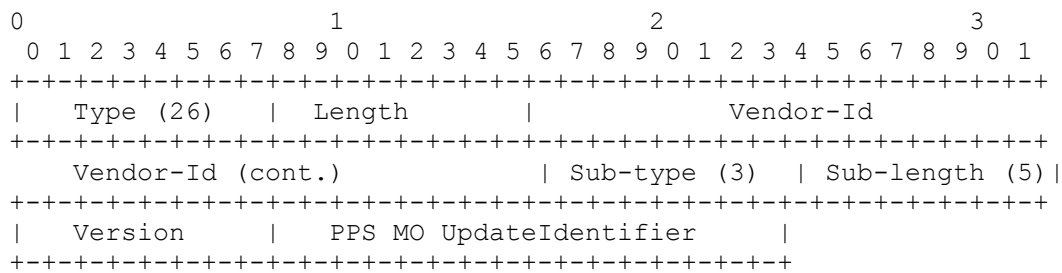 0 1 2 3
0 1 2 3 4 5 6 7 8 9 0 1 2 3 4 5 6 7 8 9 0 1 2 3 4 5 6 7 8 9 0 1
+-+-+-+-+-+-+-+-+-+-+-+-+-+-+-+-+-+-+-+-+-+-+-+-+-+-+-+-+-+-+-+-+
| Type (26) | Length | Vendor-Id
+-+-+-+-+-+-+-+-+-+-+-+-+-+-+-+-+-+-+-+-+-+-+-+-+-+-+-+-+-+-+-+-+
Vendor-Id (cont.) | Sub-type (3) | Sub-length (5)|
+-+-+-+-+-+-+-+-+-+-+-+-+-+-+-+-+-+-+-+-+-+-+-+-+-+-+-+-+-+-+-+-+
| Version | PPS MO UpdateIdentifier |
+-+-+-+-+-+-+-+-+-+-+-+-+-+-+-+-+-+-+-+-+-+-+-+-+